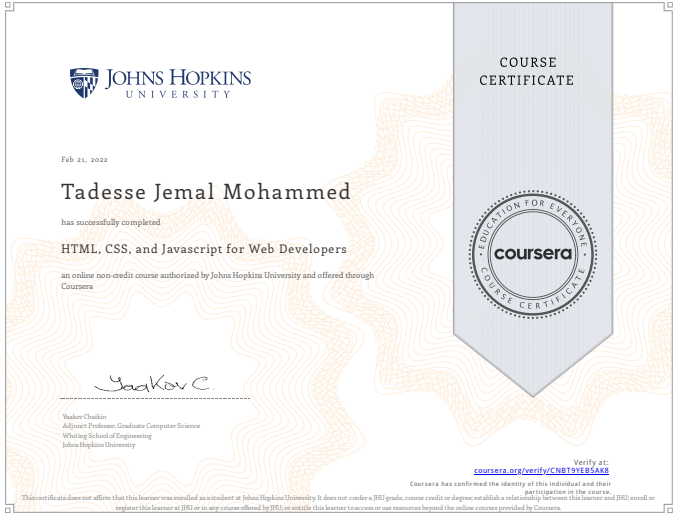 JOHNS HOPKINS
UNIVERSITY
COURSE
CERTIFICATE
Feb 21, 2022
Tadesse Jemal Mohammed
has successfully completed
HTML, CSS, and Javascript for Web Developers
an online non-credit course authorized by Johns Hopkins University and offered through
Coursera
EDUCATION FOR EVERYONE
coursera
COURSE CERTIFICATE
Yaakov C.
Yaakov Chaikin
Adjunct Professor, Graduate Computer Science
Whiting School of Engineering
Johns Hopkins University
Verify at:
coursera.org/verify/CNBT9YEB5AK8
Coursera has confirmed the identity of this individual and their
participation in the course.
This certificate does not affirm that this learner was enrolled as a student at Johns Hopkins University. It does not confer a JHU grade, course credit or degree; establish a relationship between this learner and JHU; enroll or
register this learner at JHU or in any course offered by JHU; or entitle this learner to access or use resources beyond the online courses provided by Coursera.